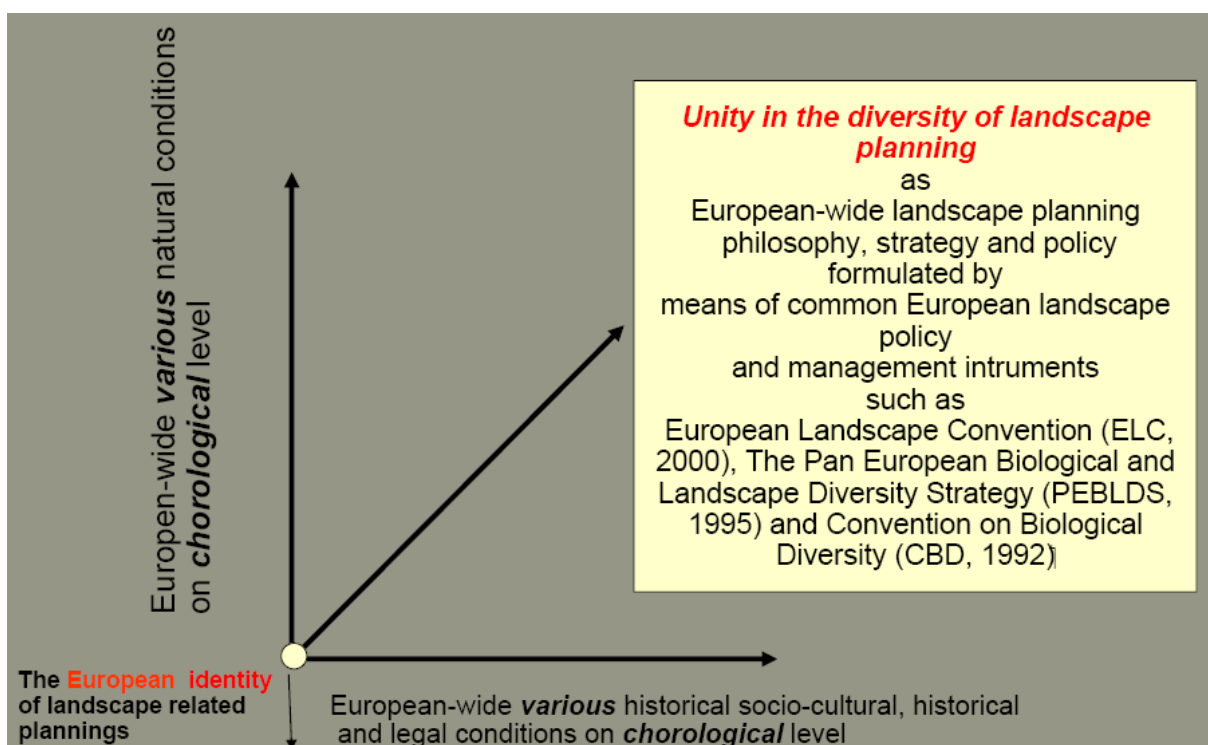 Europen-wide various natural conditions
on chorological level
Unity in the diversity of landscape
planning
as
European-wide landscape planning
philosophy, strategy and policy
formulated by
means of common European landscape
policy
and management intruments
such as
European Landscape Convention (ELC,
2000), The Pan European Biological and
Landscape Diversity Strategy (PEBLDS,
1995) and Convention on Biological
Diversity (CBD, 1992)
The European identity
of landscape related
plannings
European-wide various historical socio-cultural, historical
and legal conditions on chorological level